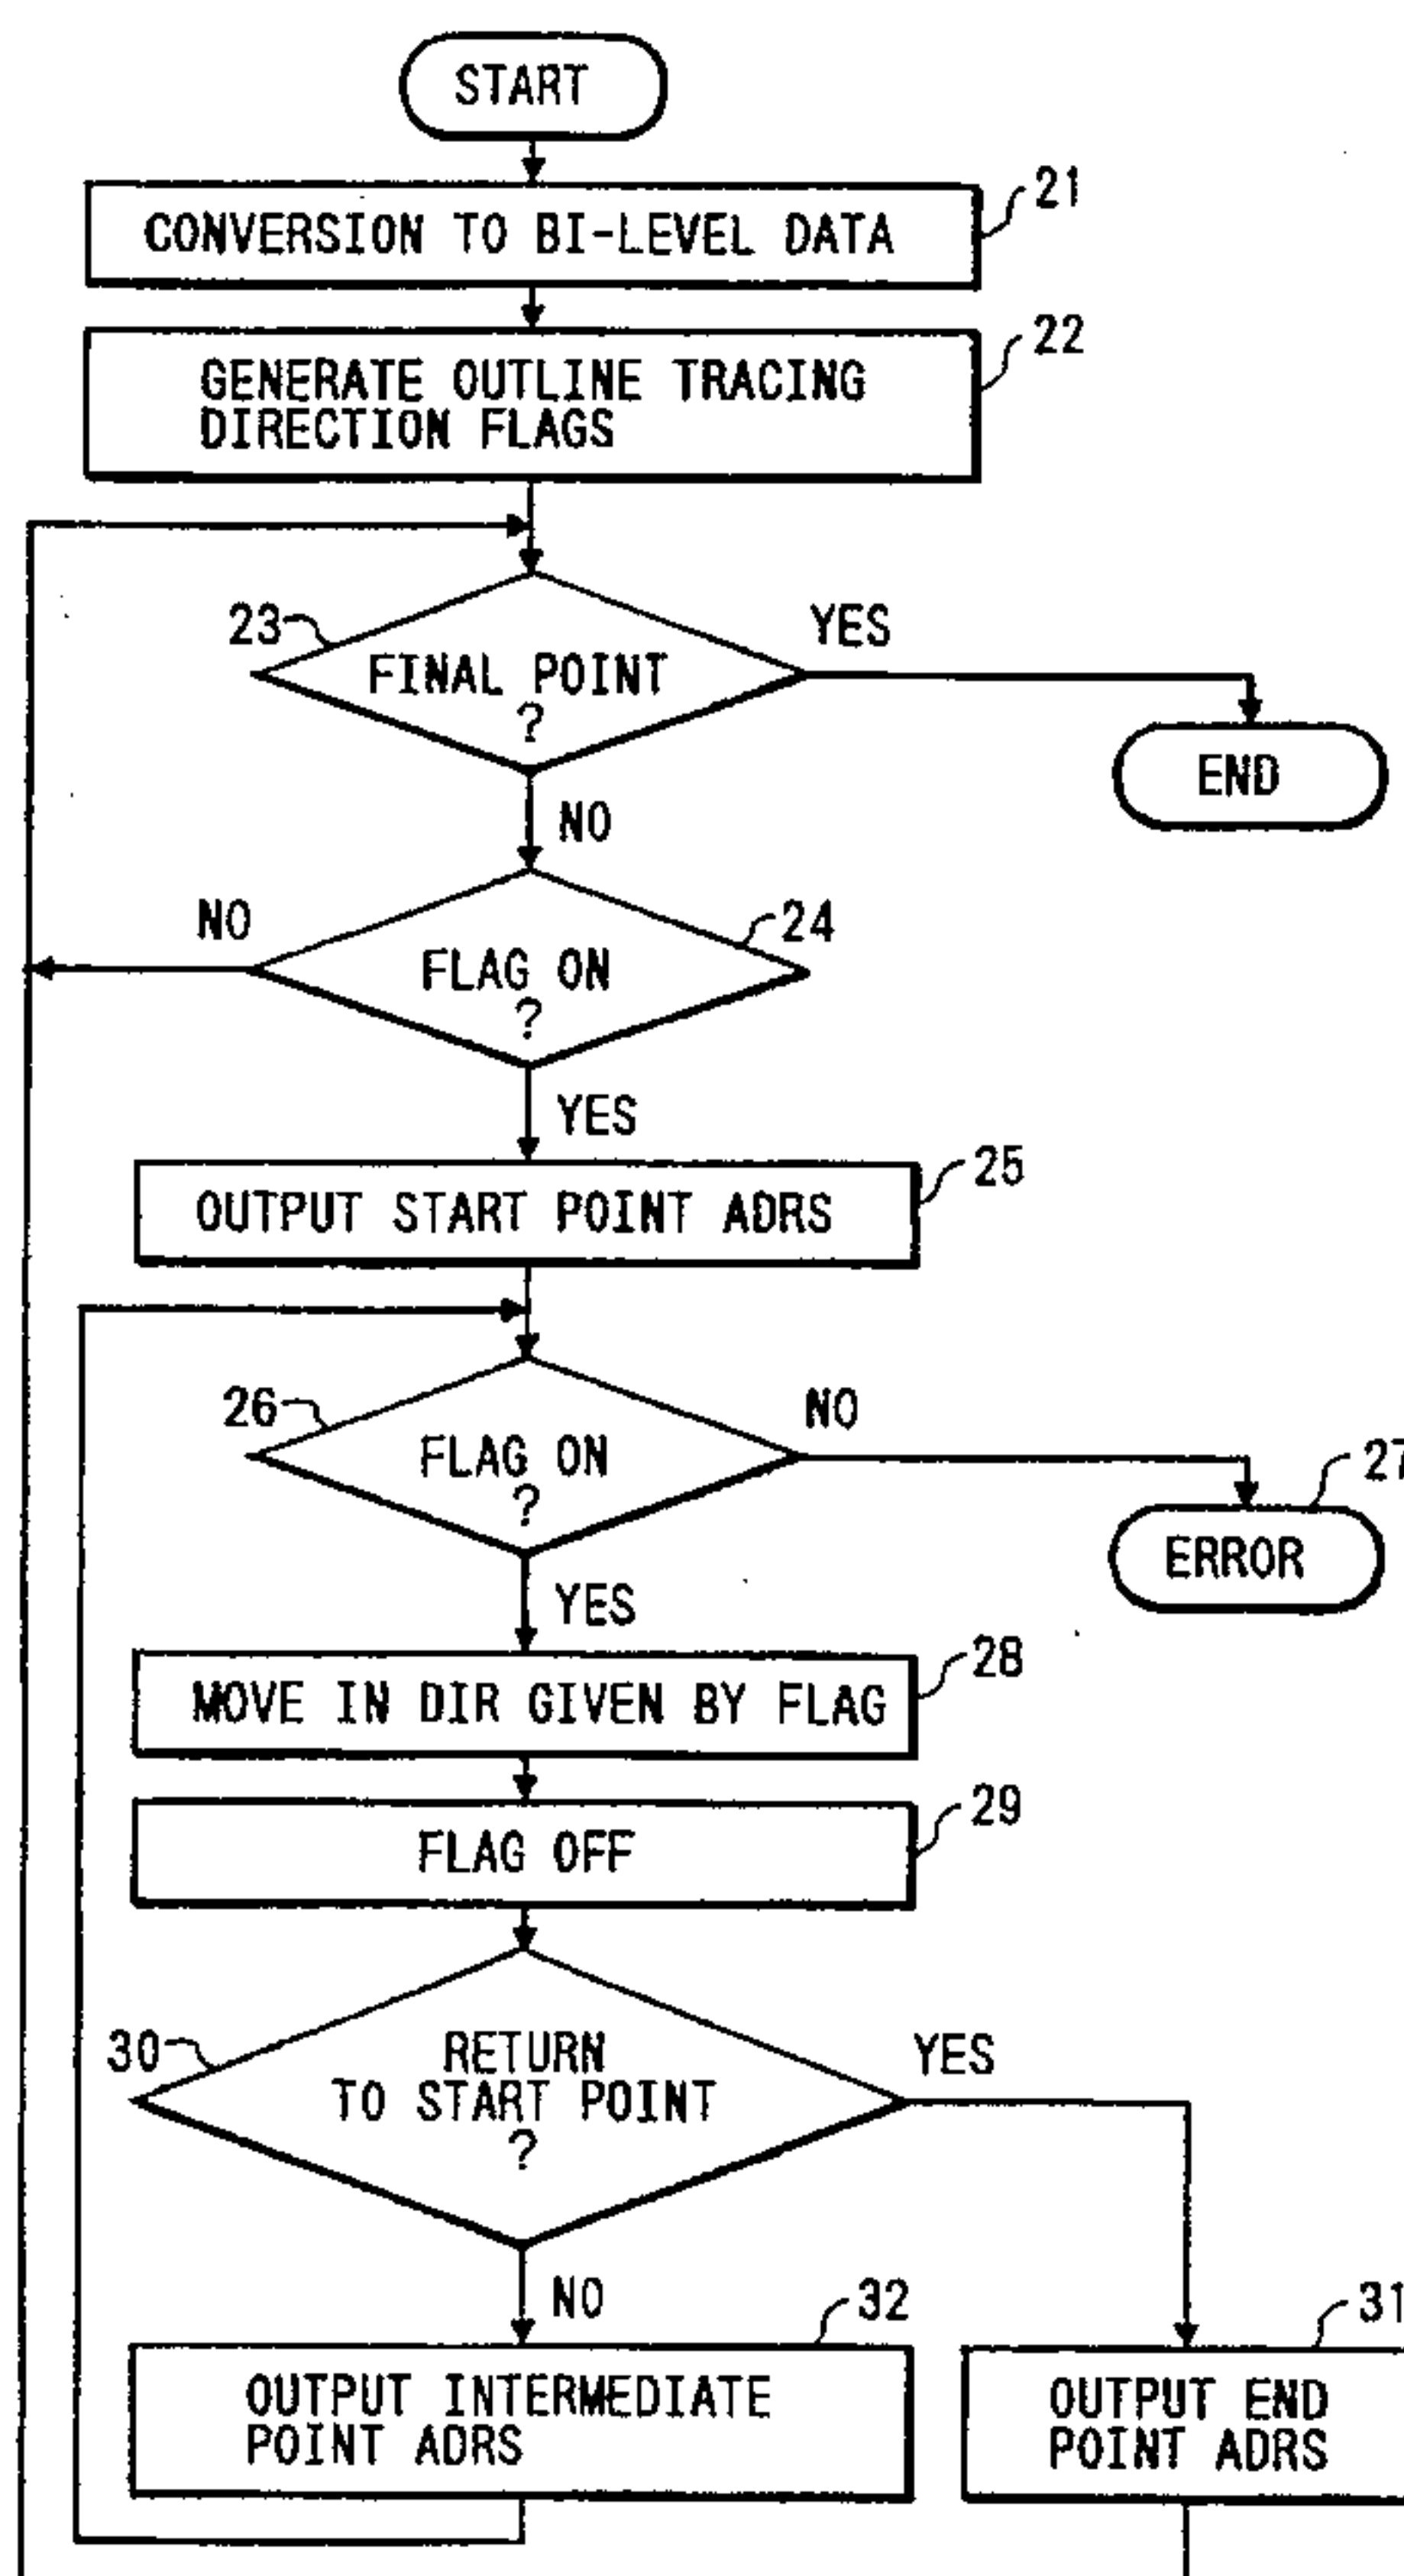 START
CONVERSION TO BI-LEVEL DATA
21
GENERATE OUTLINE TRACING
DIRECTION FLAGS
22
23
FINAL POINT
?
YES
END
NO
NO
FLAG ON
?
24
YES
OUTPUT START POINT ADRS
25
26
FLAG ON
?
NO
27
ERROR
YES
MOVE IN DIR GIVEN BY FLAG
28
FLAG OFF
29
30
RETURN
TO START POINT
?
YES
NO
32
31
OUTPUT INTERMEDIATE
POINT ADRS
OUTPUT END
POINT ADRS